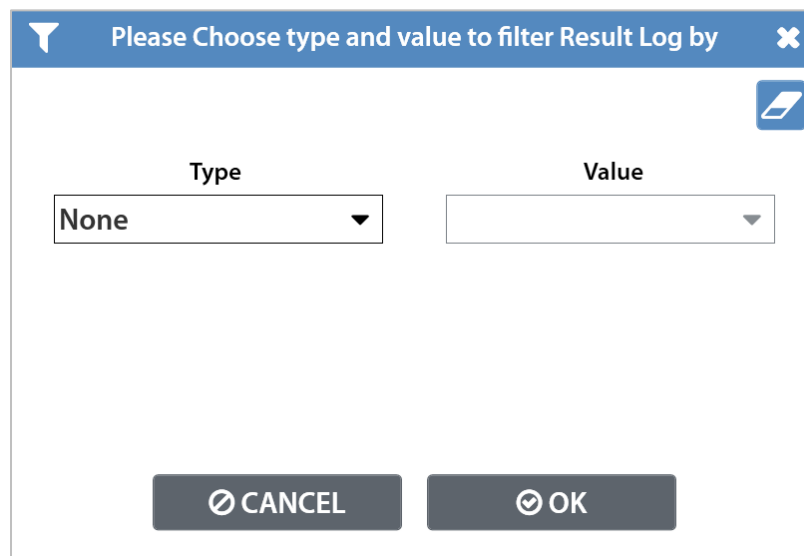 Please Choose type and value to filter Result Log by
Type
Value
None
CANCEL
OK